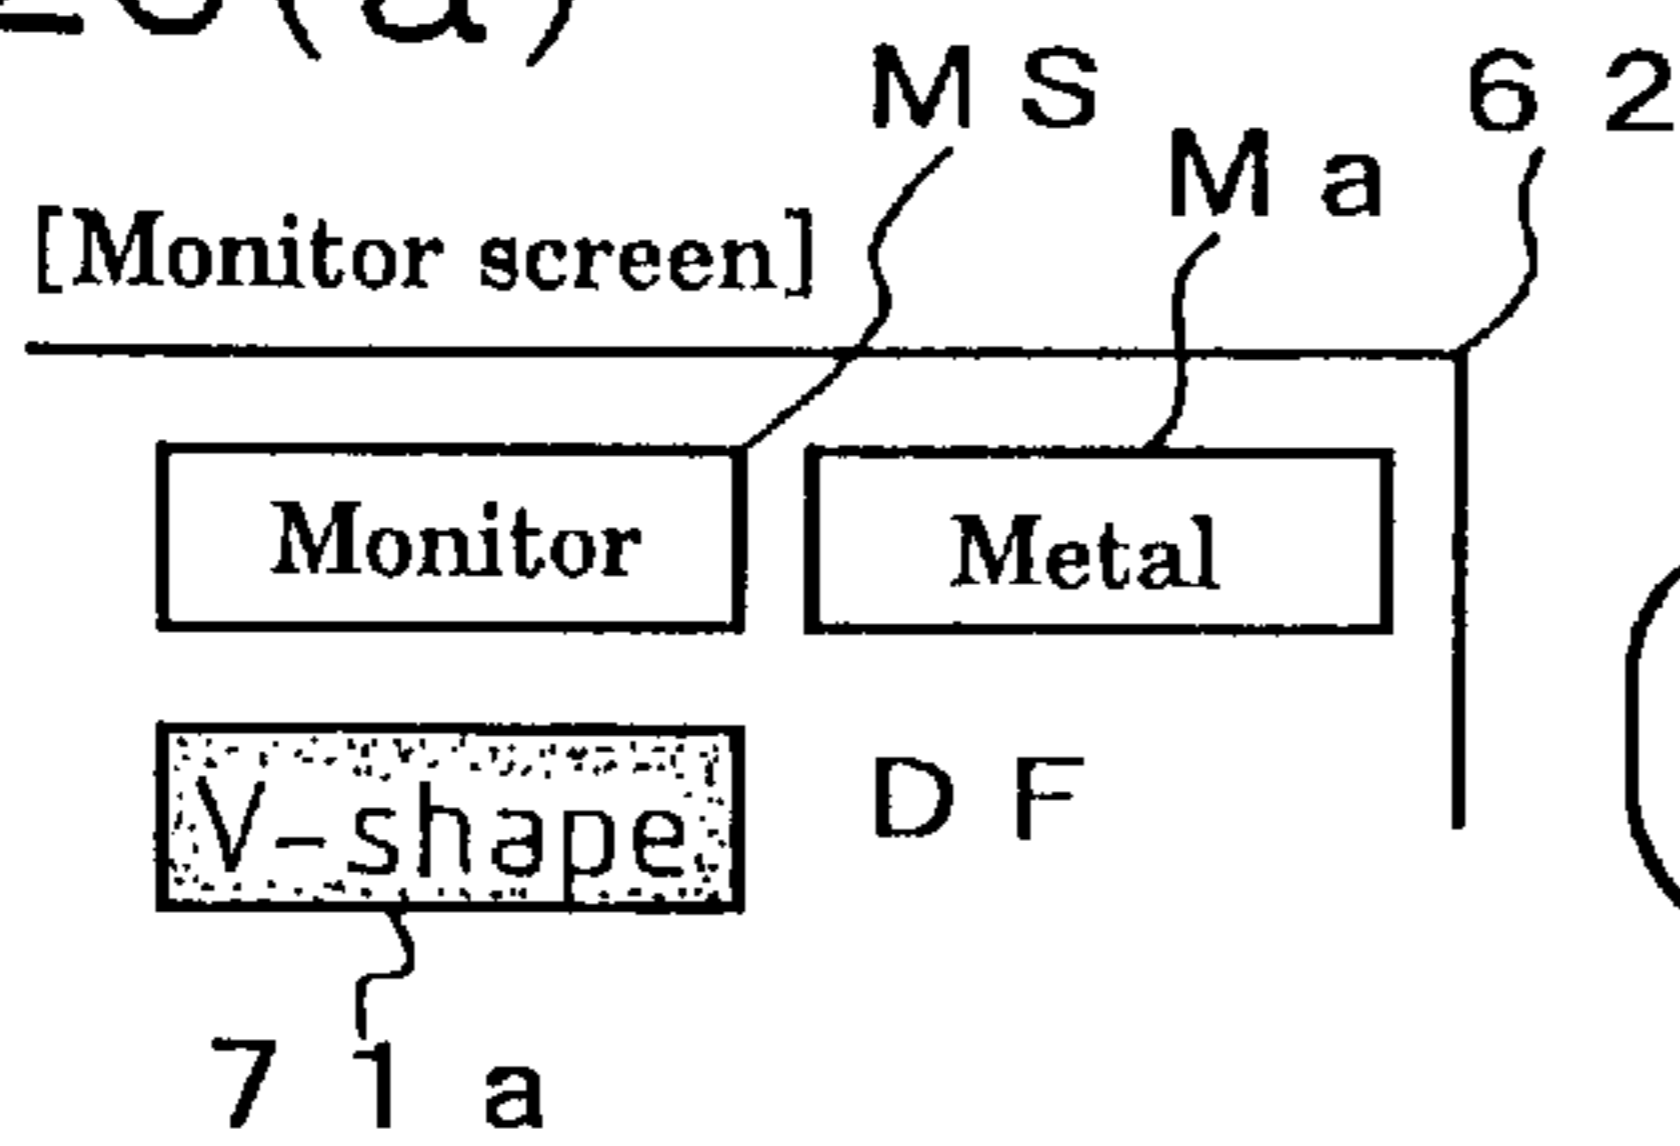 (a)
MS
Ma
62
[Monitor screen]
Monitor Metal
V-shape DF
71a